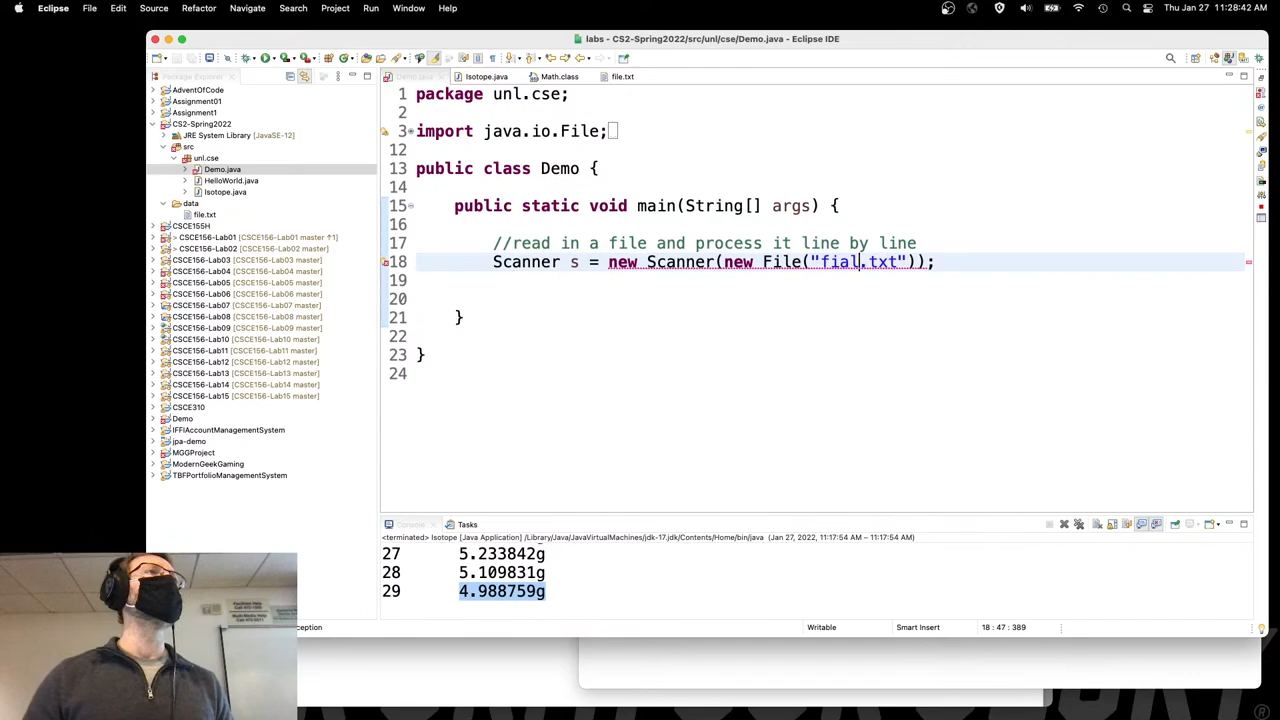 Eclipse File Edit Source Refactor Navigate Search Project Run Window Help Thu Jan 27 11:28:42 AM
labs - CS2-Spring2022/src/unl/cse/Demo.java - Eclipse IDE
Package Explorer
AdventOfCode
Assignment01
Assignment1
CS2-Spring2022
JRE System Library [JavaSE-12]
src
unl.cse
Demo.java
HelloWorld.java
Isotope.java
data
file.txt
CSCE155H
> CSCE156-Lab01 [CSCE156-Lab01 master ↑1]
> CSCE156-Lab02 [CSCE156-Lab02 master]
CSCE156-Lab03 [CSCE156-Lab03 master]
CSCE156-Lab04 [CSCE156-Lab04 master]
CSCE156-Lab05 [CSCE156-Lab05 master]
CSCE156-Lab06 [CSCE156-Lab06 master]
CSCE156-Lab07 [CSCE156-Lab07 master]
CSCE156-Lab08 [CSCE156-Lab08 master]
CSCE156-Lab09 [CSCE156-Lab09 master]
CSCE156-Lab10 [CSCE156-Lab10 master]
CSCE156-Lab11 [CSCE156-Lab11 master]
CSCE156-Lab12 [CSCE156-Lab12 master]
CSCE156-Lab13 [CSCE156-Lab13 master]
CSCE156-Lab14 [CSCE156-Lab14 master]
CSCE156-Lab15 [CSCE156-Lab15 master]
CSCE310
Demo
IFFIAccountManagementSystem
jpa-demo
MGGProject
ModernGeekGaming
TBFPortfolioManagementSystem
Demo.java Isotope.java Math.class file.txt
1 package unl.cse;
2
3 import java.io.File;
12
13 public class Demo {
14
15 public static void main(String[] args) {
16
17 //read in a file and process it line by line
18 Scanner s = new Scanner(new File("fial.txt"));
19
20
21 }
22
23 }
24
Console Tasks
<terminated> Isotope [Java Application] /Library/Java/JavaVirtualMachines/jdk-17.jdk/Contents/Home/bin/java (Jan 27, 2022, 11:17:54 AM – 11:17:54 AM)
27 5.233842g
28 5.109831g
29 4.988759g
ception Writable Smart Insert 18 : 47 : 389